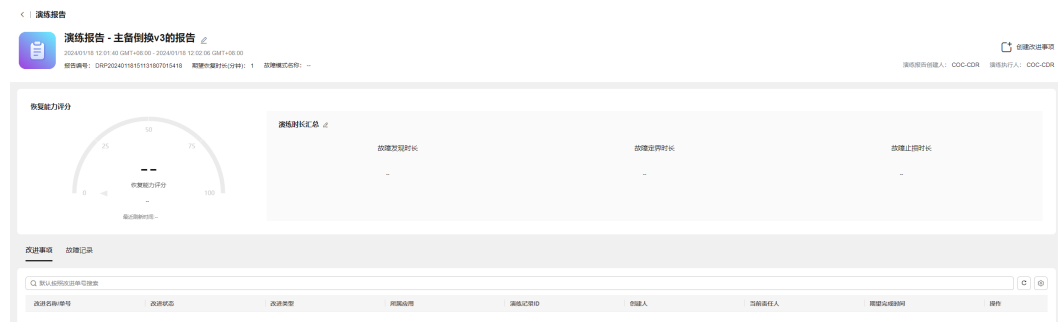 演练报告
演练报告 - 主备倒换v3的报告
2024/01/18 12:01:40 GMT+08:00 - 2024/01/18 12:02:06 GMT+08:00
报告编号： DRP20240118151131807015418 期望恢复时长(分钟)： 1 故障模式名称： --
创建改进事项
演练报告创建人： COC-CDR 演练执行人： COC-CDR
恢复能力评分
演练时长汇总
50
25 75
0 100
--
恢复能力评分
--
最近刷新时间 --
故障发现时长 故障定界时长 故障止损时长
-- -- --
改进事项 故障记录
默认按照改进单号搜索
改进名称/单号 改进状态 改进类型 所属应用 演练记录ID 创建人 当前责任人 期望完成时间 操作